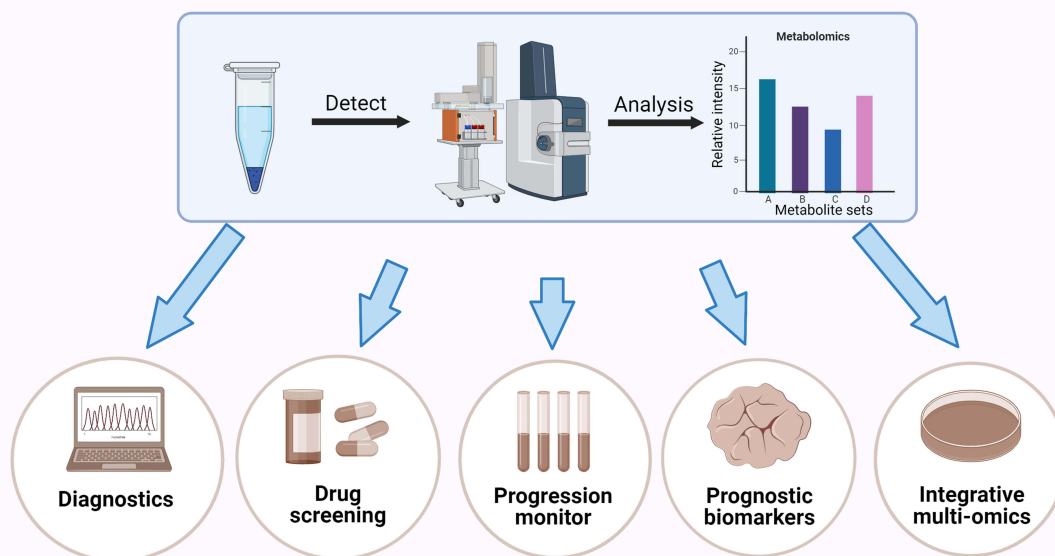 Detect
Analysis
Metabolomics
Relative intensity
20
15
10
5
0
A B C D
Metabolite sets
Diagnostics
Drug
screening
Progression
monitor
Prognostic
biomarkers
Integrative
multi-omics